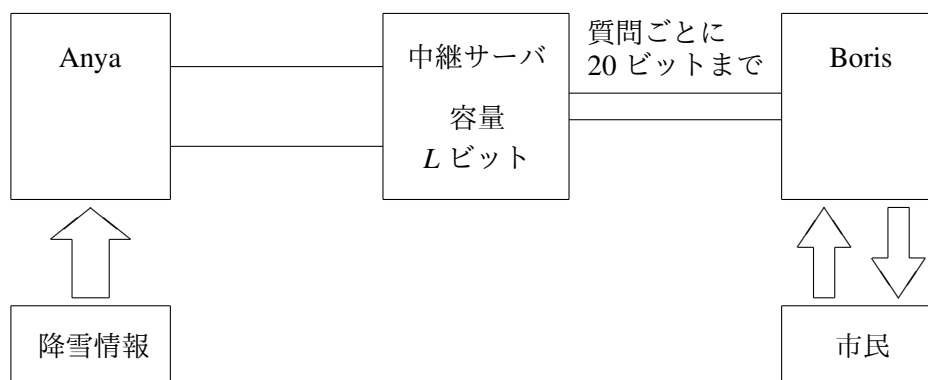 Anya
中継サーバ
容量
L ビット
質問ごとに
20 ビットまで
Boris
降雪情報
市民